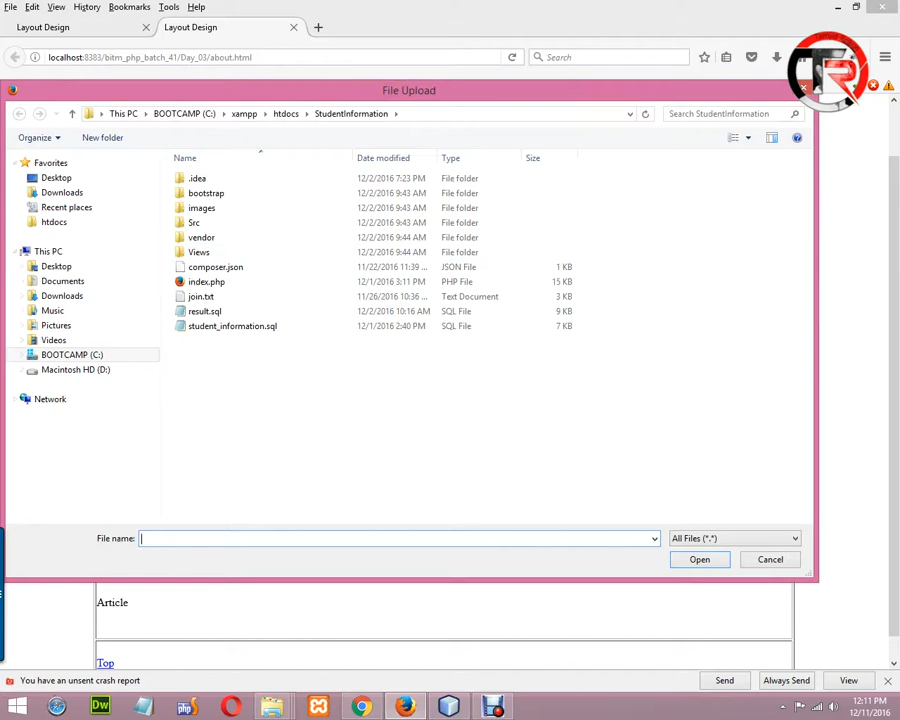 File Edit View History Bookmarks Tools Help
Layout Design Layout Design
localhost:8383/bitm_php_batch_41/Day_03/about.html Search
File Upload
This PC BOOTCAMP (C:) xampp htdocs StudentInformation Search StudentInformation
Organize New folder
Name Date modified Type Size
Favorites
Desktop
Downloads
Recent places
htdocs
This PC
Desktop
Documents
Downloads
Music
Pictures
Videos
BOOTCAMP (C:)
Macintosh HD (D:)
Network
.idea 12/2/2016 7:23 PM File folder
bootstrap 12/2/2016 9:43 AM File folder
images 12/2/2016 9:43 AM File folder
Src 12/2/2016 9:43 AM File folder
vendor 12/2/2016 9:44 AM File folder
Views 12/2/2016 9:44 AM File folder
composer.json 11/22/2016 11:39 ... JSON File 1 KB
index.php 12/1/2016 3:11 PM PHP File 15 KB
join.txt 11/26/2016 10:36 ... Text Document 3 KB
result.sql 12/2/2016 10:16 AM SQL File 9 KB
student_information.sql 12/1/2016 2:40 PM SQL File 7 KB
File name: All Files (*.*)
Open Cancel
Article
Top
You have an unsent crash report Send Always Send View
Dw php
12:11 PM
12/11/2016